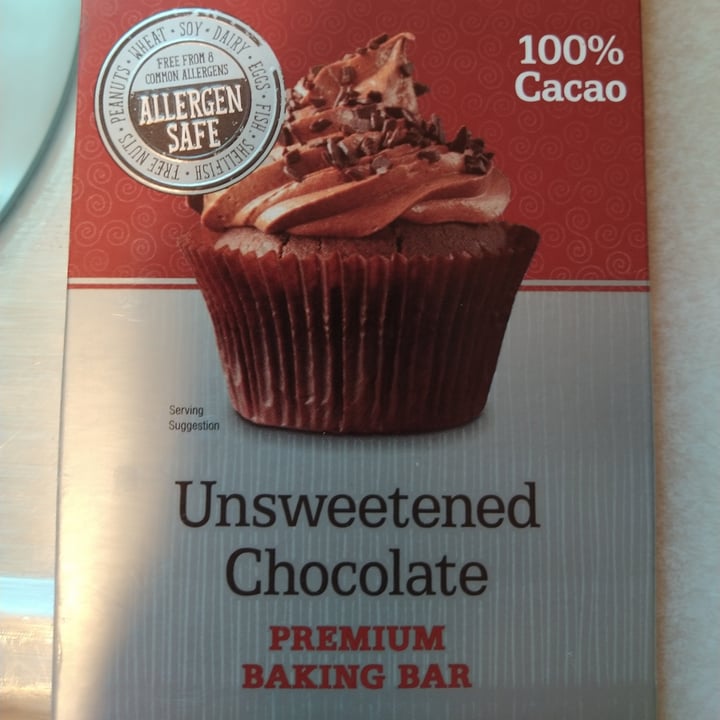 WHEAT • SOY • DAIRY • EGGS • FISH • SHELLFISH • TREE NUTS • PEANUTS •
FREE FROM 8
COMMON ALLERGENS
ALLERGEN
SAFE
100%
Cacao
Serving
Suggestion
Unsweetened
Chocolate
PREMIUM
BAKING BAR